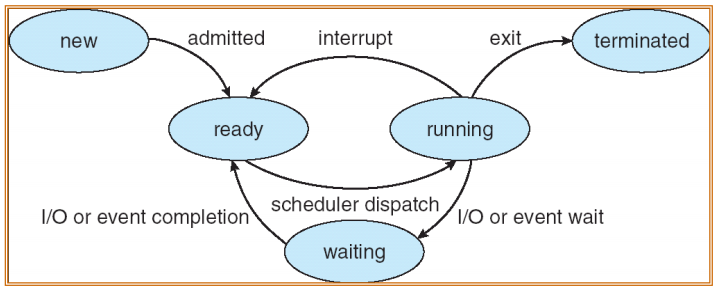 new
admitted
interrupt
exit
terminated
ready
running
I/O or event completion
scheduler dispatch
I/O or event wait
waiting